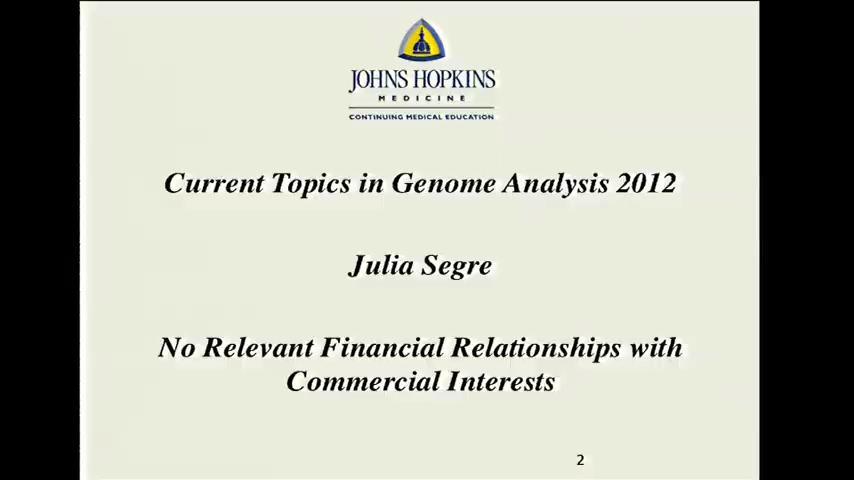 JOHNS HOPKINS
MEDICINE
CONTINUING MEDICAL EDUCATION
Current Topics in Genome Analysis 2012
Julia Segre
No Relevant Financial Relationships with
Commercial Interests
2